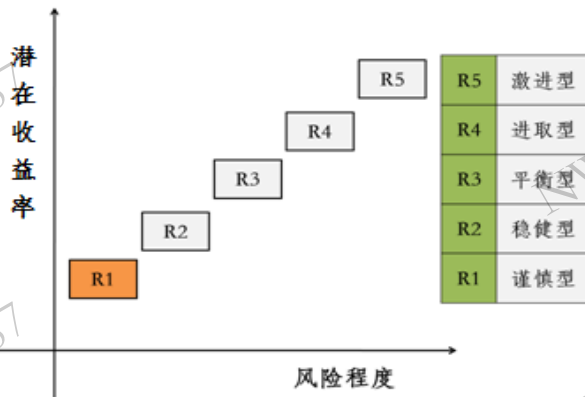 潜在收益率
R5
R4
R3
R2
R1
风险程度
R5 激进型
R4 进取型
R3 平衡型
R2 稳健型
R1 谨慎型